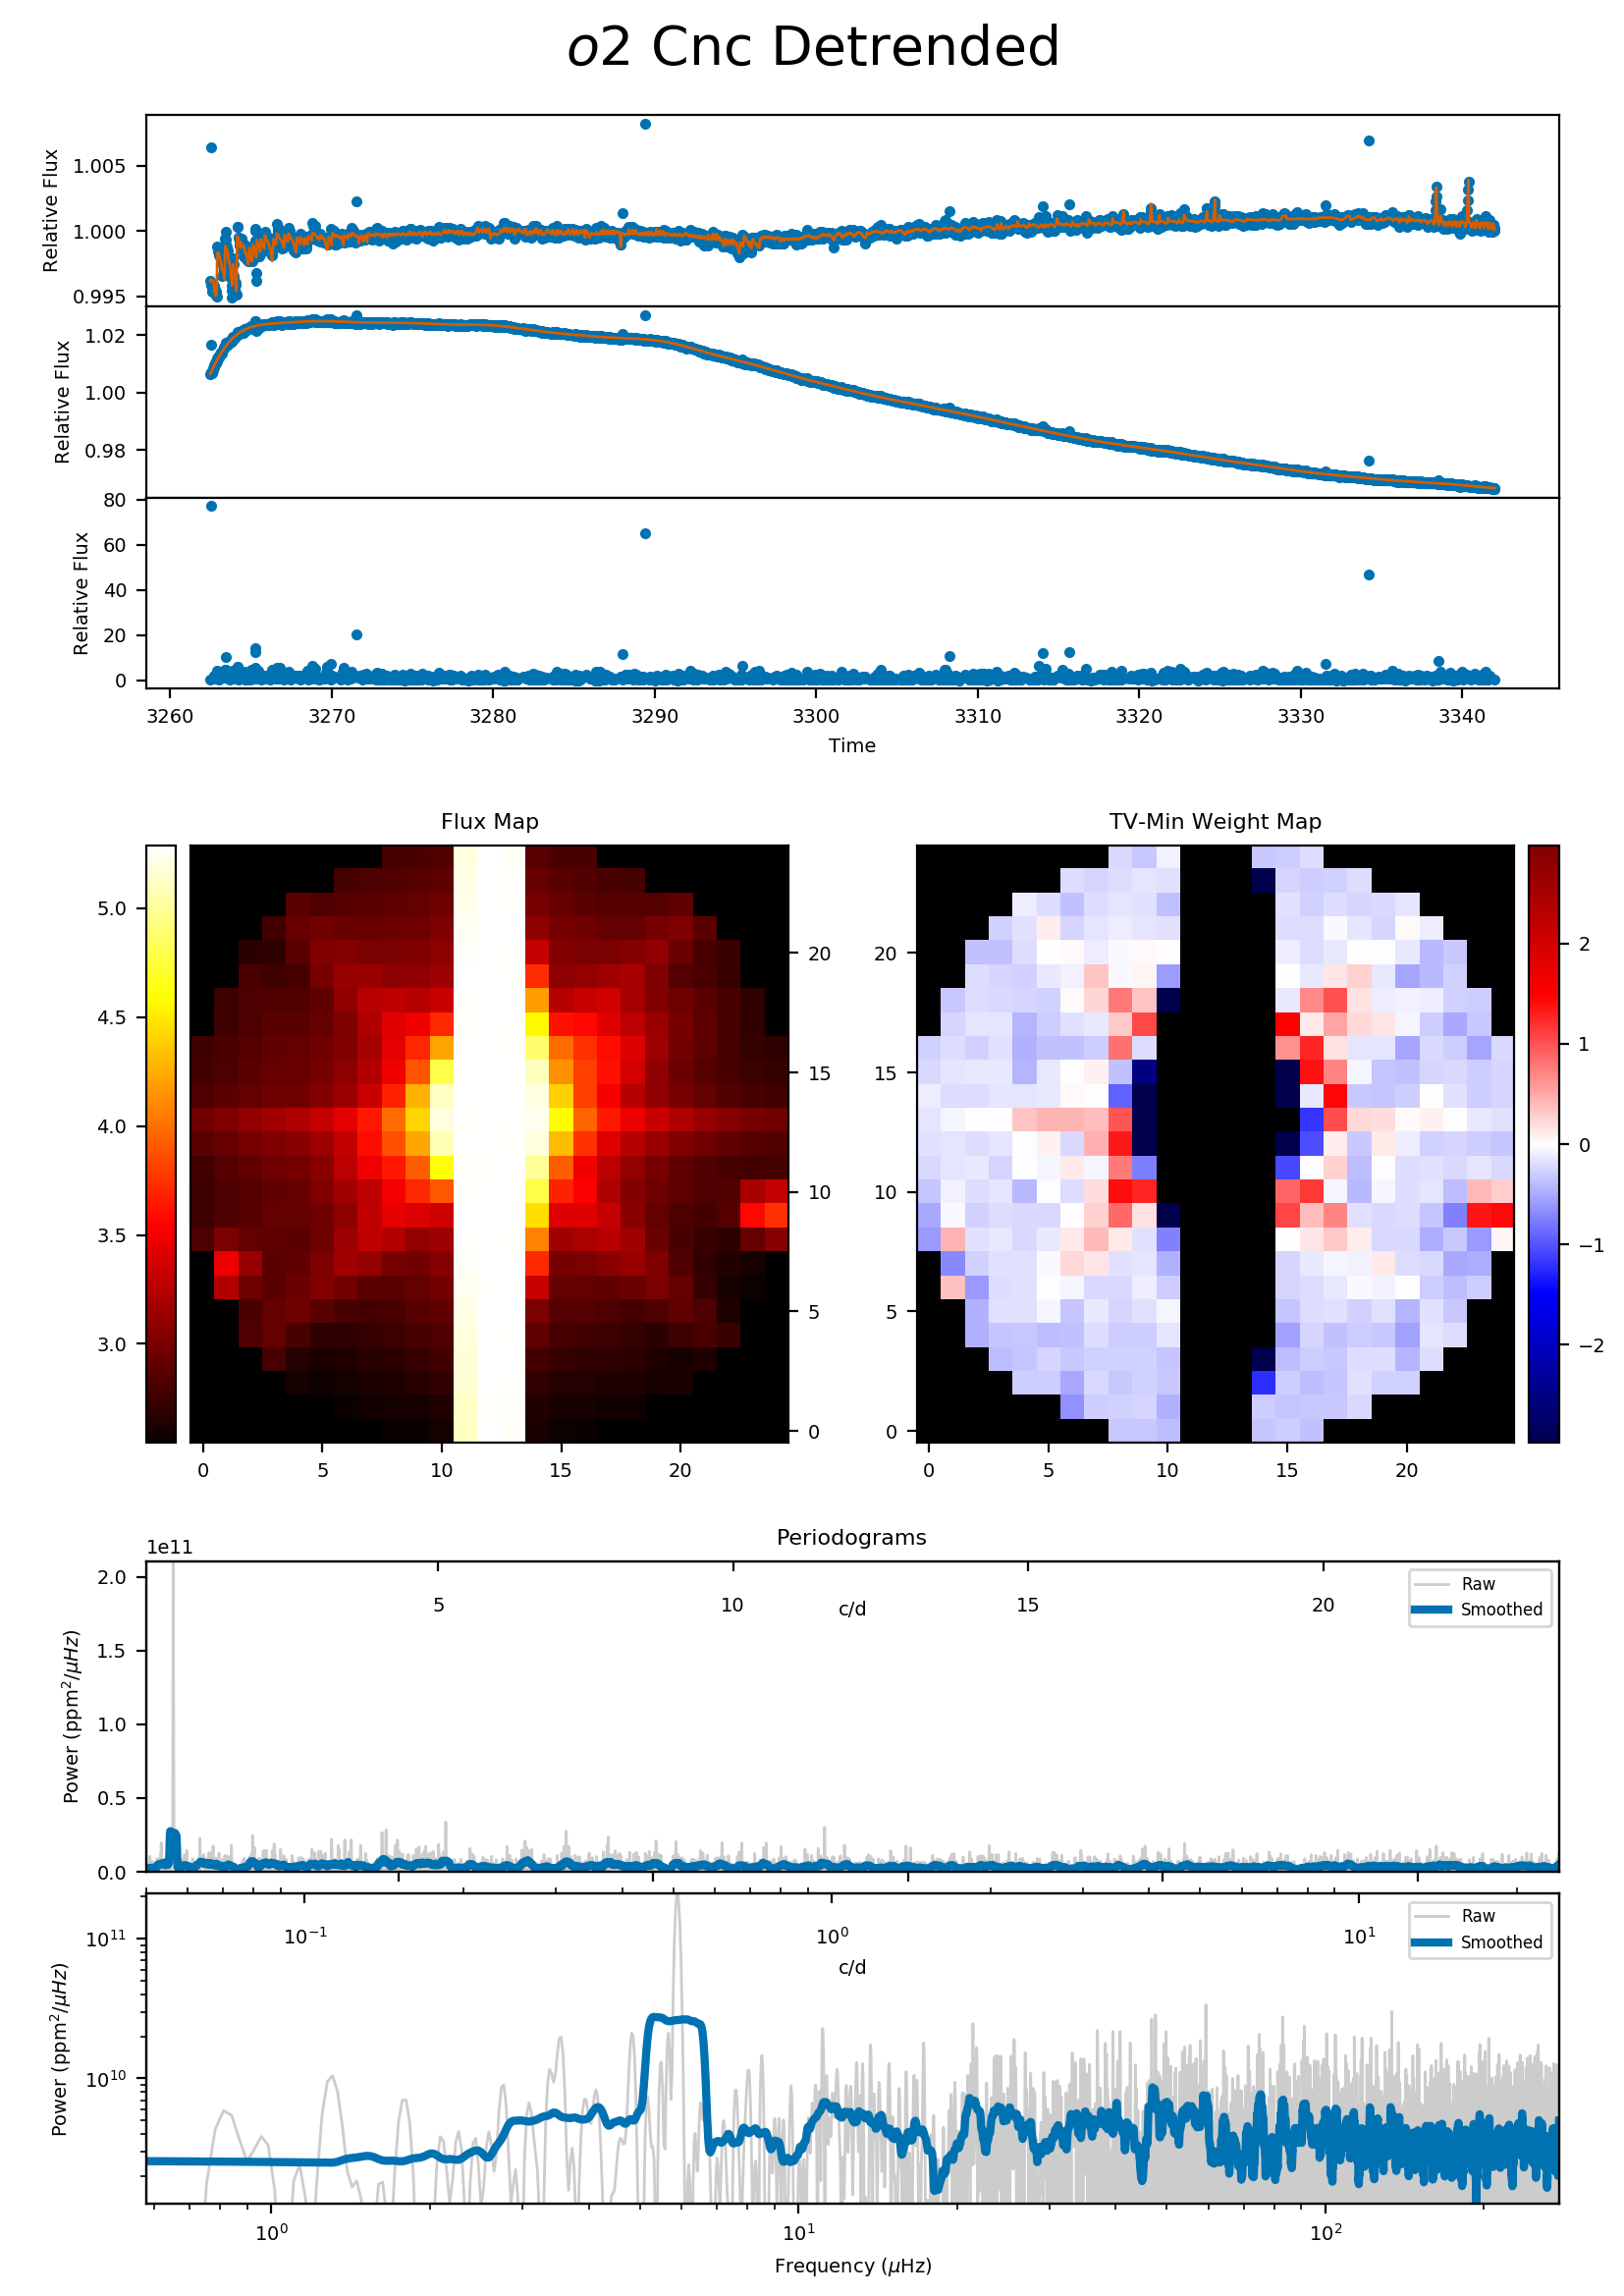 o2 Cnc Detrended
Relative Flux
1.005
1.000
0.995
Relative Flux
1.02
1.00
0.98
Relative Flux
80
60
40
20
0
3260 3270 3280 3290 3300 3310 3320 3330 3340
Time
Flux Map
5.0
4.5
4.0
3.5
3.0
20
15
10
5
0
0 5 10 15 20
TV-Min Weight Map
20
15
10
5
0
0 5 10 15 20
2
1
0
−1
−2
Periodograms
1e11
Power (ppm²/μHz)
2.0
1.5
1.0
0.5
0.0
5 10 15 20
c/d
Raw
Smoothed
Power (ppm²/μHz)
10¹¹
10¹⁰
10⁻¹ 10⁰ 10¹
c/d
Raw
Smoothed
10⁰ 10¹ 10²
Frequency (μHz)